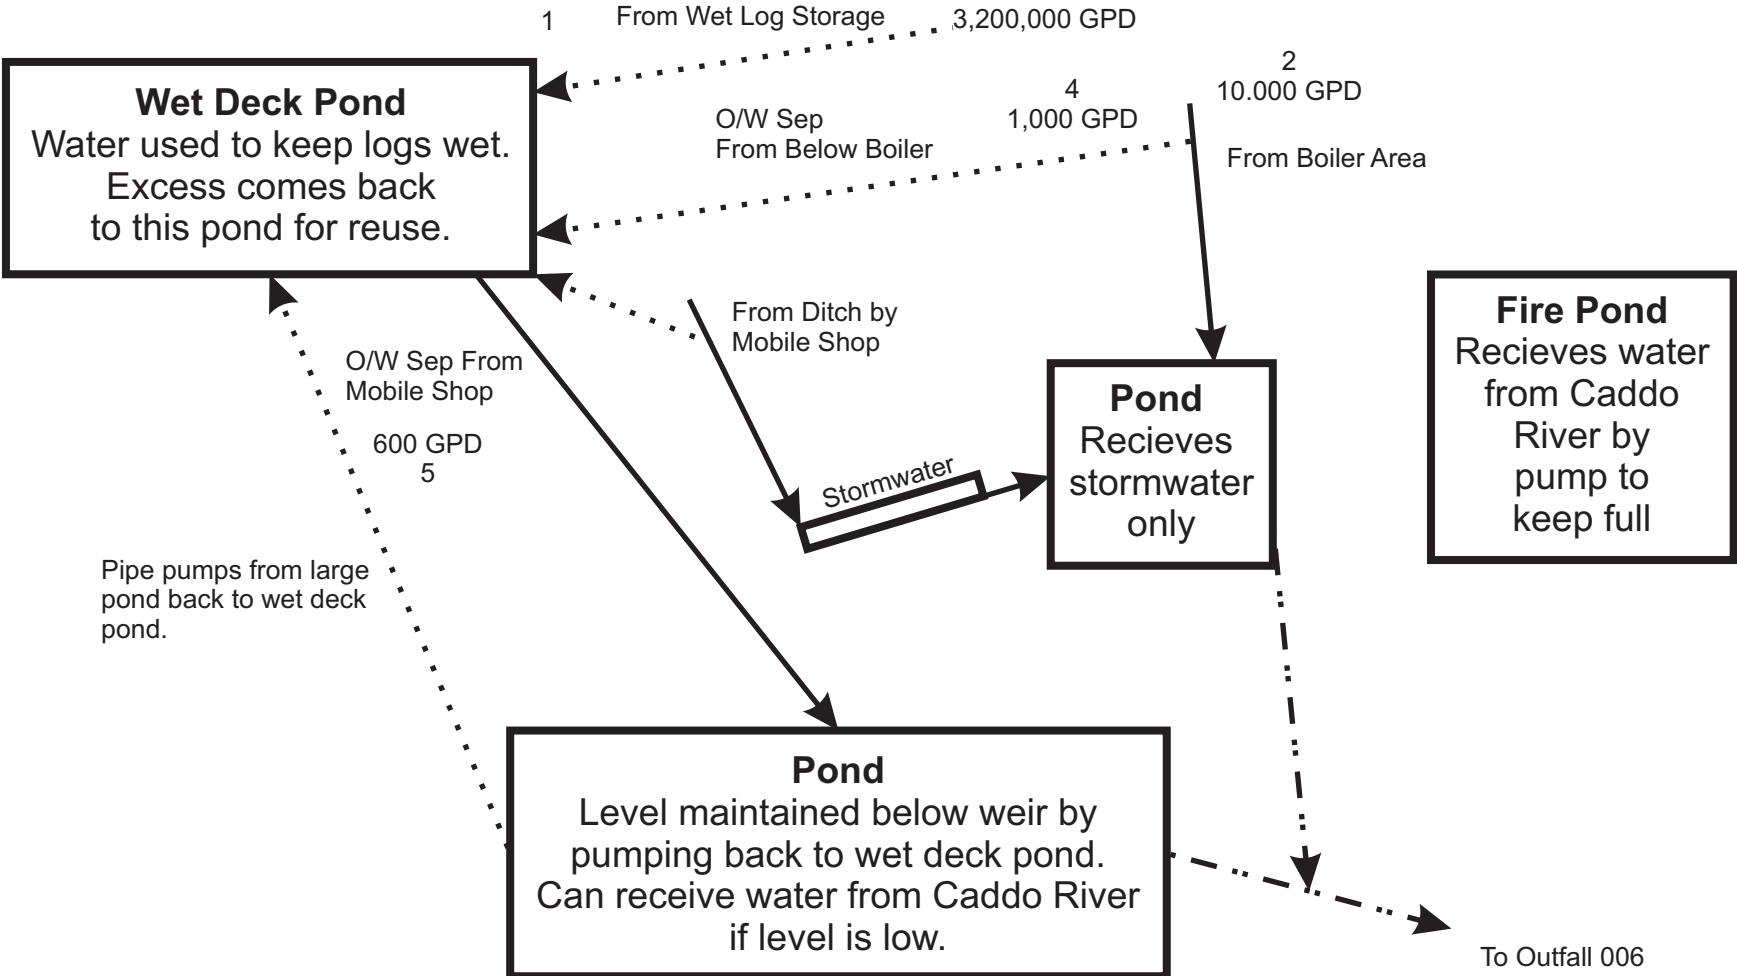 1
From Wet Log Storage
3,200,000 GPD
2
10.000 GPD
From Boiler Area
4
1,000 GPD
O/W Sep
From Below Boiler
Wet Deck Pond
Water used to keep logs wet.
Excess comes back
to this pond for reuse.
From Ditch by
Mobile Shop
O/W Sep From
Mobile Shop
600 GPD
5
Stormwater
Pond
Recieves
stormwater
only
Fire Pond
Recieves water
from Caddo
River by
pump to
keep full
Pipe pumps from large
pond back to wet deck
pond.
Pond
Level maintained below weir by
pumping back to wet deck pond.
Can receive water from Caddo River
if level is low.
To Outfall 006